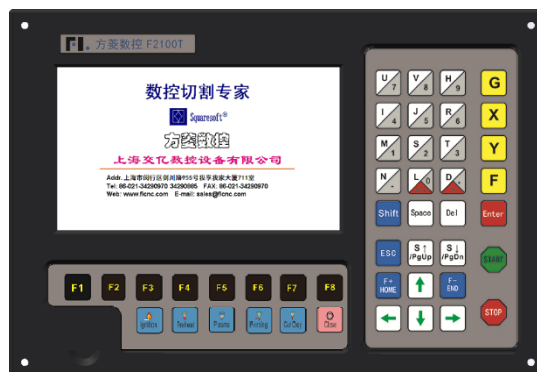 方菱数控 F2100T
数控切割专家
Squaresoft®
方菱数控
上海交亿数控设备有限公司
Addr. 上海市闵行区剑川路955号我享我家大厦711室
Tel: 86-021-34290970 34290885 FAX: 86-021-34290970
Web: www.flcnc.com E-mail: sales@flcnc.com
U 7 V 8 H 9 G
I 4 J 5 R 6 X
M 1 S 2 T 3 Y
N - L 0 D . F
Shift Space Del Enter
ESC S↑ /PgUp S↓ /PgDn START
F+ HOME ↑ F- END
← ↓ → STOP
F1 F2 F3 F4 F5 F6 F7 F8
Ignition Preheat Pierce Piercing Cut Oxy Close